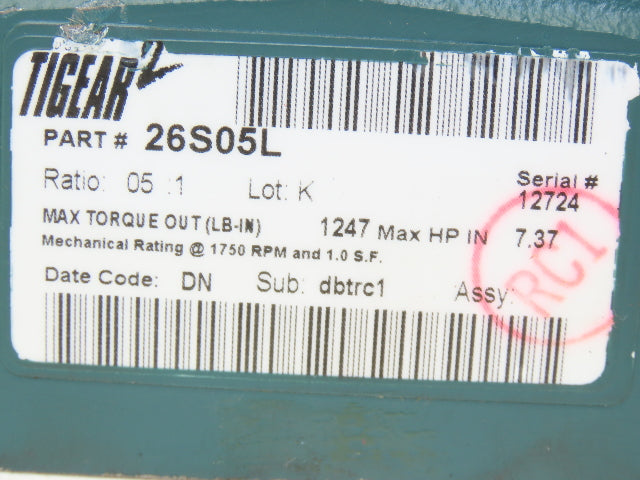 TIGEAR 2
PART # 26S05L
Ratio: 05 :1 Lot: K Serial # 12724
MAX TORQUE OUT (LB-IN) 1247 Max HP IN 7.37
Mechanical Rating @ 1750 RPM and 1.0 S.F.
Date Code: DN Sub: dbtrc1 Assy:
RC1